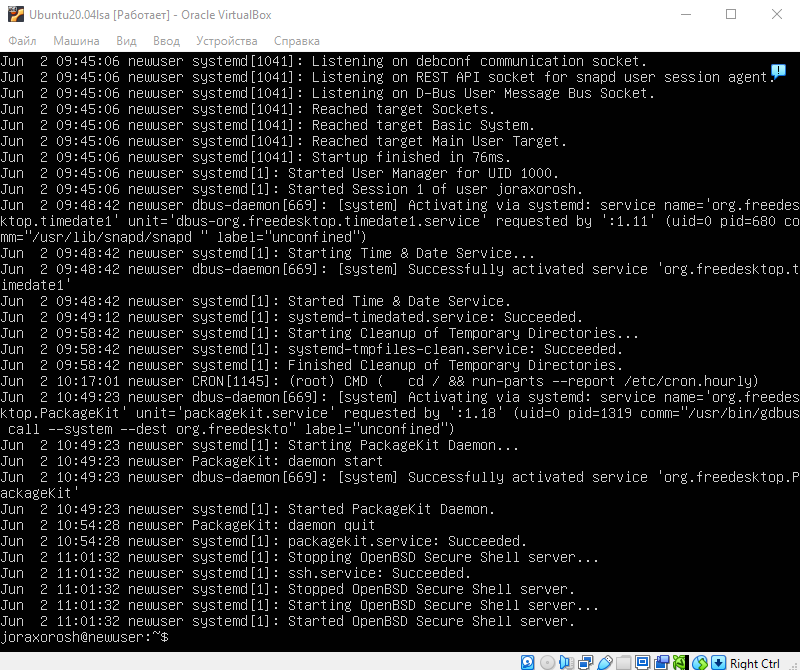 Ubuntu20.04lsa [Работает] - Oracle VirtualBox
Файл Машина Вид Ввод Устройства Справка
Jun  2 09:45:06 newuser systemd[1041]: Listening on debconf communication socket.
Jun  2 09:45:06 newuser systemd[1041]: Listening on REST API socket for snapd user session agent.
Jun  2 09:45:06 newuser systemd[1041]: Listening on D-Bus User Message Bus Socket.
Jun  2 09:45:06 newuser systemd[1041]: Reached target Sockets.
Jun  2 09:45:06 newuser systemd[1041]: Reached target Basic System.
Jun  2 09:45:06 newuser systemd[1041]: Reached target Main User Target.
Jun  2 09:45:06 newuser systemd[1041]: Startup finished in 76ms.
Jun  2 09:45:06 newuser systemd[1]: Started User Manager for UID 1000.
Jun  2 09:45:06 newuser systemd[1]: Started Session 1 of user joraxorosh.
Jun  2 09:48:42 newuser dbus-daemon[669]: [system] Activating via systemd: service name='org.freedes
ktop.timedate1' unit='dbus-org.freedesktop.timedate1.service' requested by ':1.11' (uid=0 pid=680 co
mm="/usr/lib/snapd/snapd " label="unconfined")
Jun  2 09:48:42 newuser systemd[1]: Starting Time & Date Service...
Jun  2 09:48:42 newuser dbus-daemon[669]: [system] Successfully activated service 'org.freedesktop.t
imedate1'
Jun  2 09:48:42 newuser systemd[1]: Started Time & Date Service.
Jun  2 09:49:12 newuser systemd[1]: systemd-timedated.service: Succeeded.
Jun  2 09:58:42 newuser systemd[1]: Starting Cleanup of Temporary Directories...
Jun  2 09:58:42 newuser systemd[1]: systemd-tmpfiles-clean.service: Succeeded.
Jun  2 09:58:42 newuser systemd[1]: Finished Cleanup of Temporary Directories.
Jun  2 10:17:01 newuser CRON[1145]: (root) CMD (   cd / && run-parts --report /etc/cron.hourly)
Jun  2 10:49:23 newuser dbus-daemon[669]: [system] Activating via systemd: service name='org.freedes
ktop.PackageKit' unit='packagekit.service' requested by ':1.18' (uid=0 pid=1319 comm="/usr/bin/gdbus
 call --system --dest org.freedeskto" label="unconfined")
Jun  2 10:49:23 newuser systemd[1]: Starting PackageKit Daemon...
Jun  2 10:49:23 newuser PackageKit: daemon start
Jun  2 10:49:23 newuser dbus-daemon[669]: [system] Successfully activated service 'org.freedesktop.P
ackageKit'
Jun  2 10:49:23 newuser systemd[1]: Started PackageKit Daemon.
Jun  2 10:54:28 newuser PackageKit: daemon quit
Jun  2 10:54:28 newuser systemd[1]: packagekit.service: Succeeded.
Jun  2 11:01:32 newuser systemd[1]: Stopping OpenBSD Secure Shell server...
Jun  2 11:01:32 newuser systemd[1]: ssh.service: Succeeded.
Jun  2 11:01:32 newuser systemd[1]: Stopped OpenBSD Secure Shell server.
Jun  2 11:01:32 newuser systemd[1]: Starting OpenBSD Secure Shell server...
Jun  2 11:01:32 newuser systemd[1]: Started OpenBSD Secure Shell server.
joraxorosh@newuser:~$
Right Ctrl